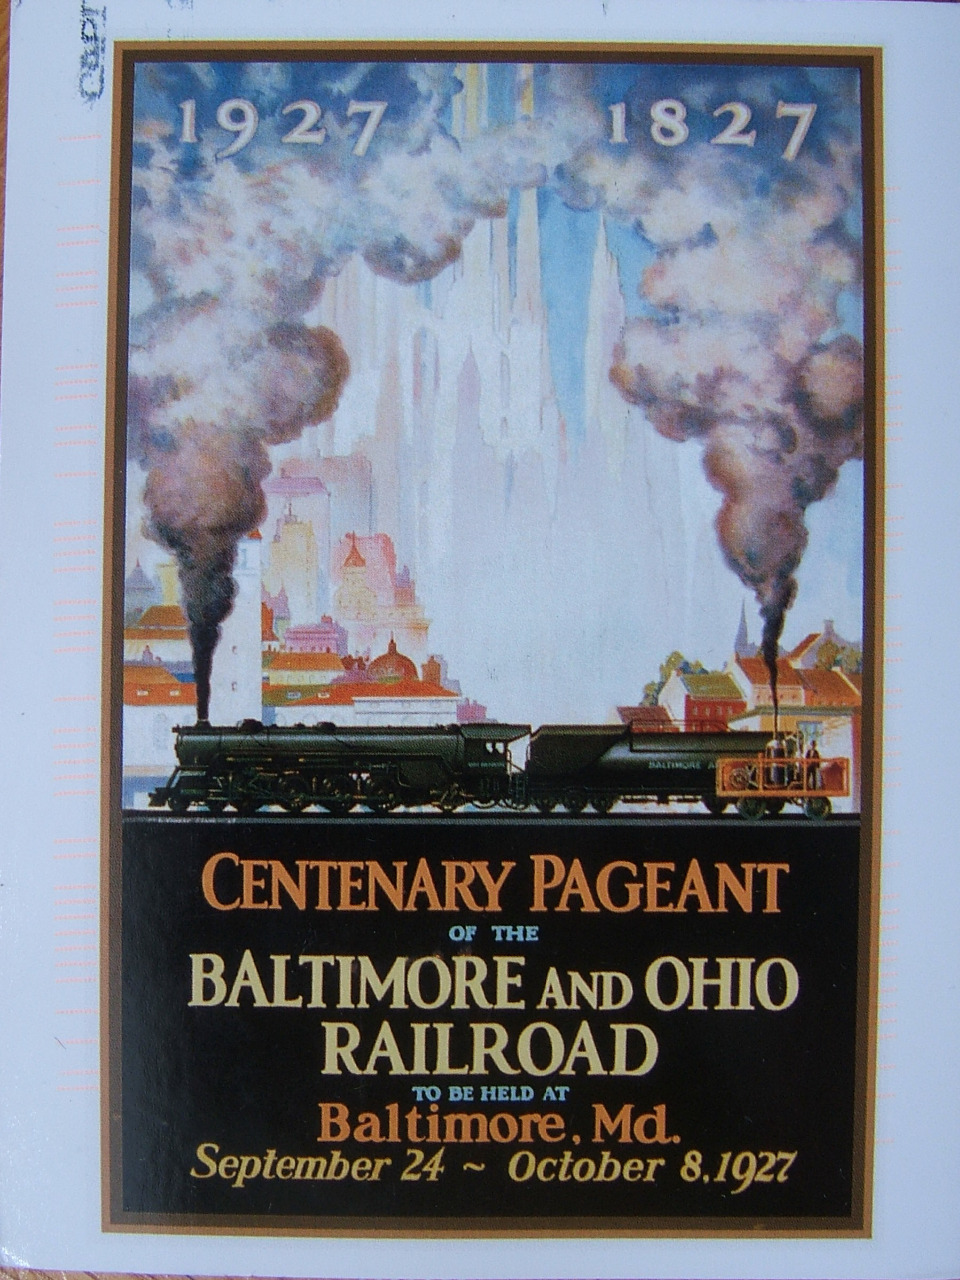 1927 1827
BALTIMORE
CENTENARY PAGEANT
OF THE
BALTIMORE AND OHIO
RAILROAD
TO BE HELD AT
Baltimore, Md.
September 24 ~ October 8, 1927